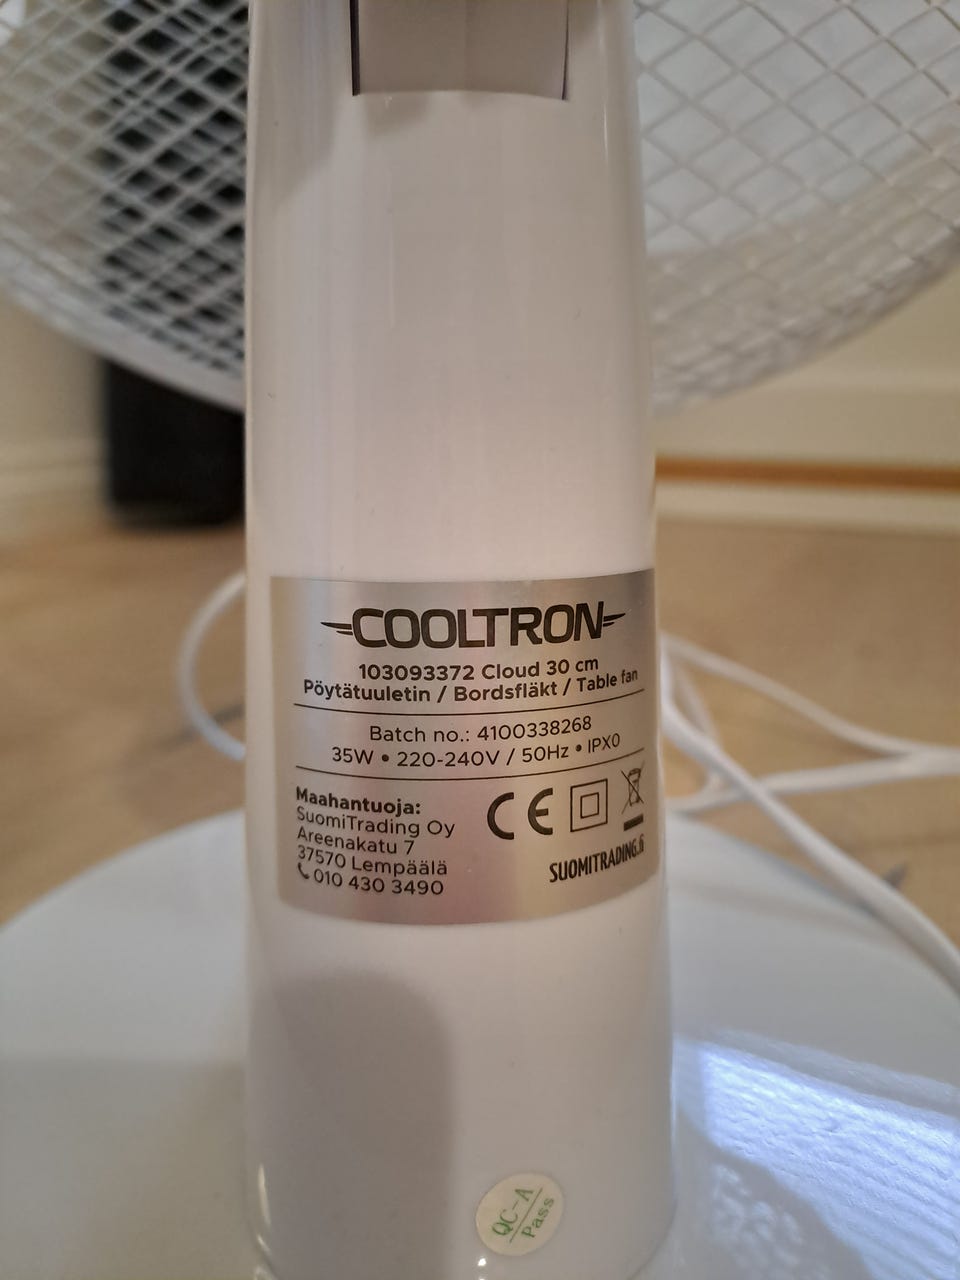 COOLTRON
103093372 Cloud 30 cm
Pöytätuuletin / Bordsfläkt / Table fan
Batch no.: 4100338268
35W • 220-240V / 50Hz • IPX0
Maahantuoja:
SuomiTrading Oy
Areenakatu 7
37570 Lempäälä
010 430 3490
CE
SUOMITRADING.fi
QC-A
Pass